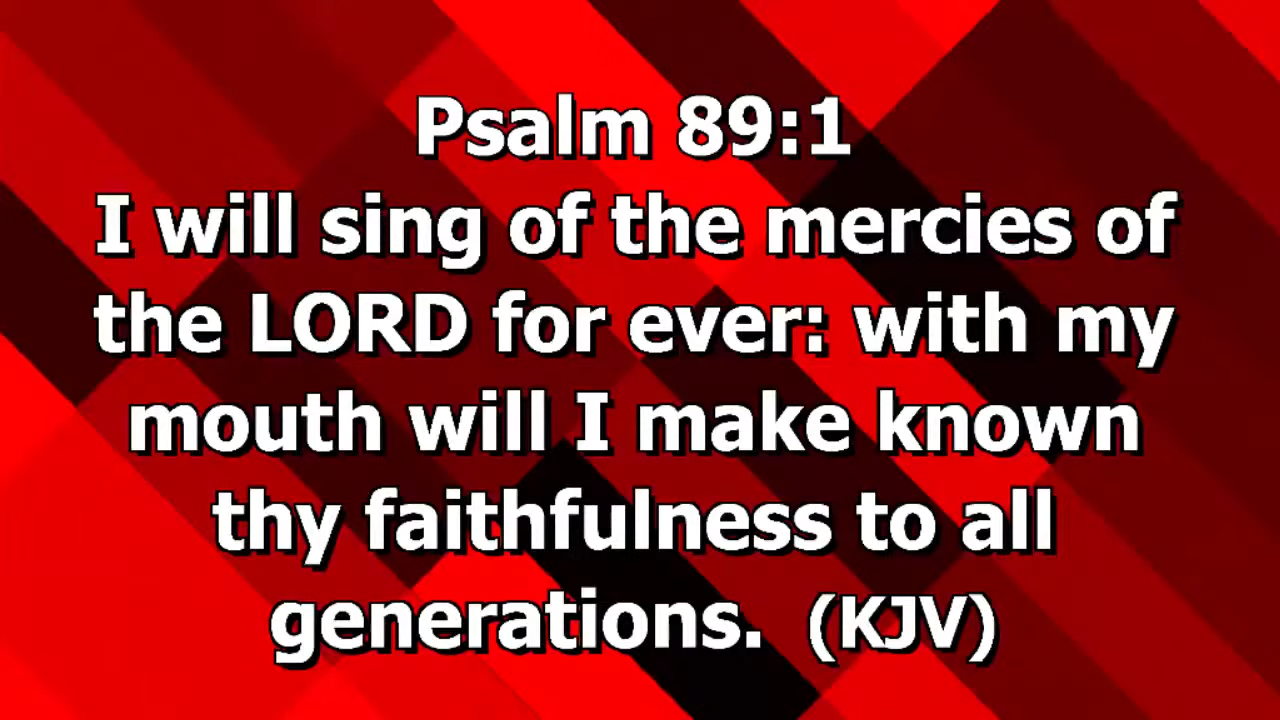 Psalm 89:1
I will sing of the mercies of
the LORD for ever: with my
mouth will I make known
thy faithfulness to all
generations.  (KJV)